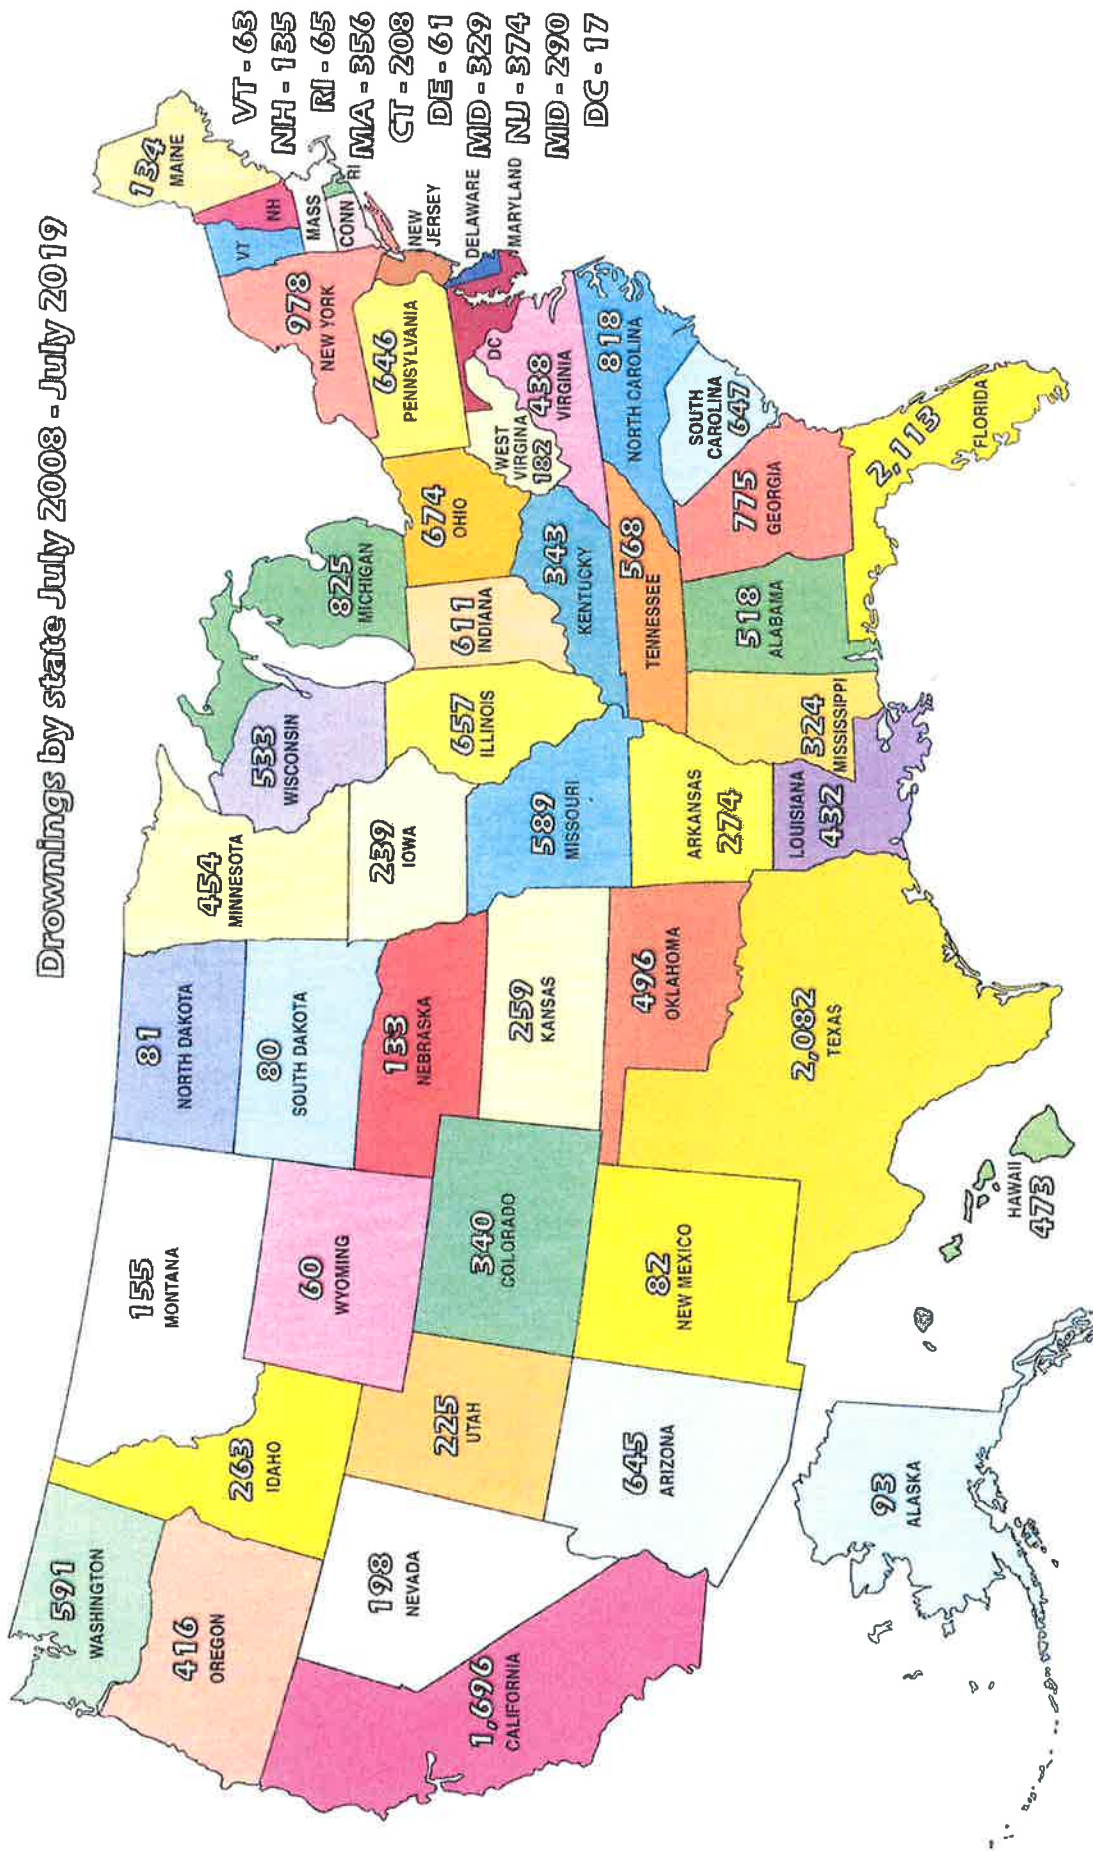 Drownings by state July 2008 - July 2019
VT - 63
NH - 135
RI - 65
MA - 356
CT - 208
DE - 61
MD - 329
NJ - 374
MD - 290
DC - 17
591
WASHINGTON
416
OREGON
1,696
CALIFORNIA
198
NEVADA
263
IDAHO
155
MONTANA
60
WYOMING
225
UTAH
645
ARIZONA
340
COLORADO
82
NEW MEXICO
81
NORTH DAKOTA
80
SOUTH DAKOTA
133
NEBRASKA
259
KANSAS
496
OKLAHOMA
2,082
TEXAS
454
MINNESOTA
239
IOWA
589
MISSOURI
ARKANSAS
274
LOUISIANA
432
533
WISCONSIN
657
ILLINOIS
825
MICHIGAN
611
INDIANA
674
OHIO
343
KENTUCKY
568
TENNESSEE
324
MISSISSIPPI
518
ALABAMA
775
GEORGIA
2,113
FLORIDA
SOUTH
CAROLINA
647
818
NORTH CAROLINA
438
VIRGINIA
WEST
VIRGINIA
182
DC
646
PENNSYLVANIA
978
NEW YORK
VT
NH
134
MAINE
MASS
CONN
RI
NEW
JERSEY
DELAWARE
MARYLAND
93
ALASKA
HAWAII
473